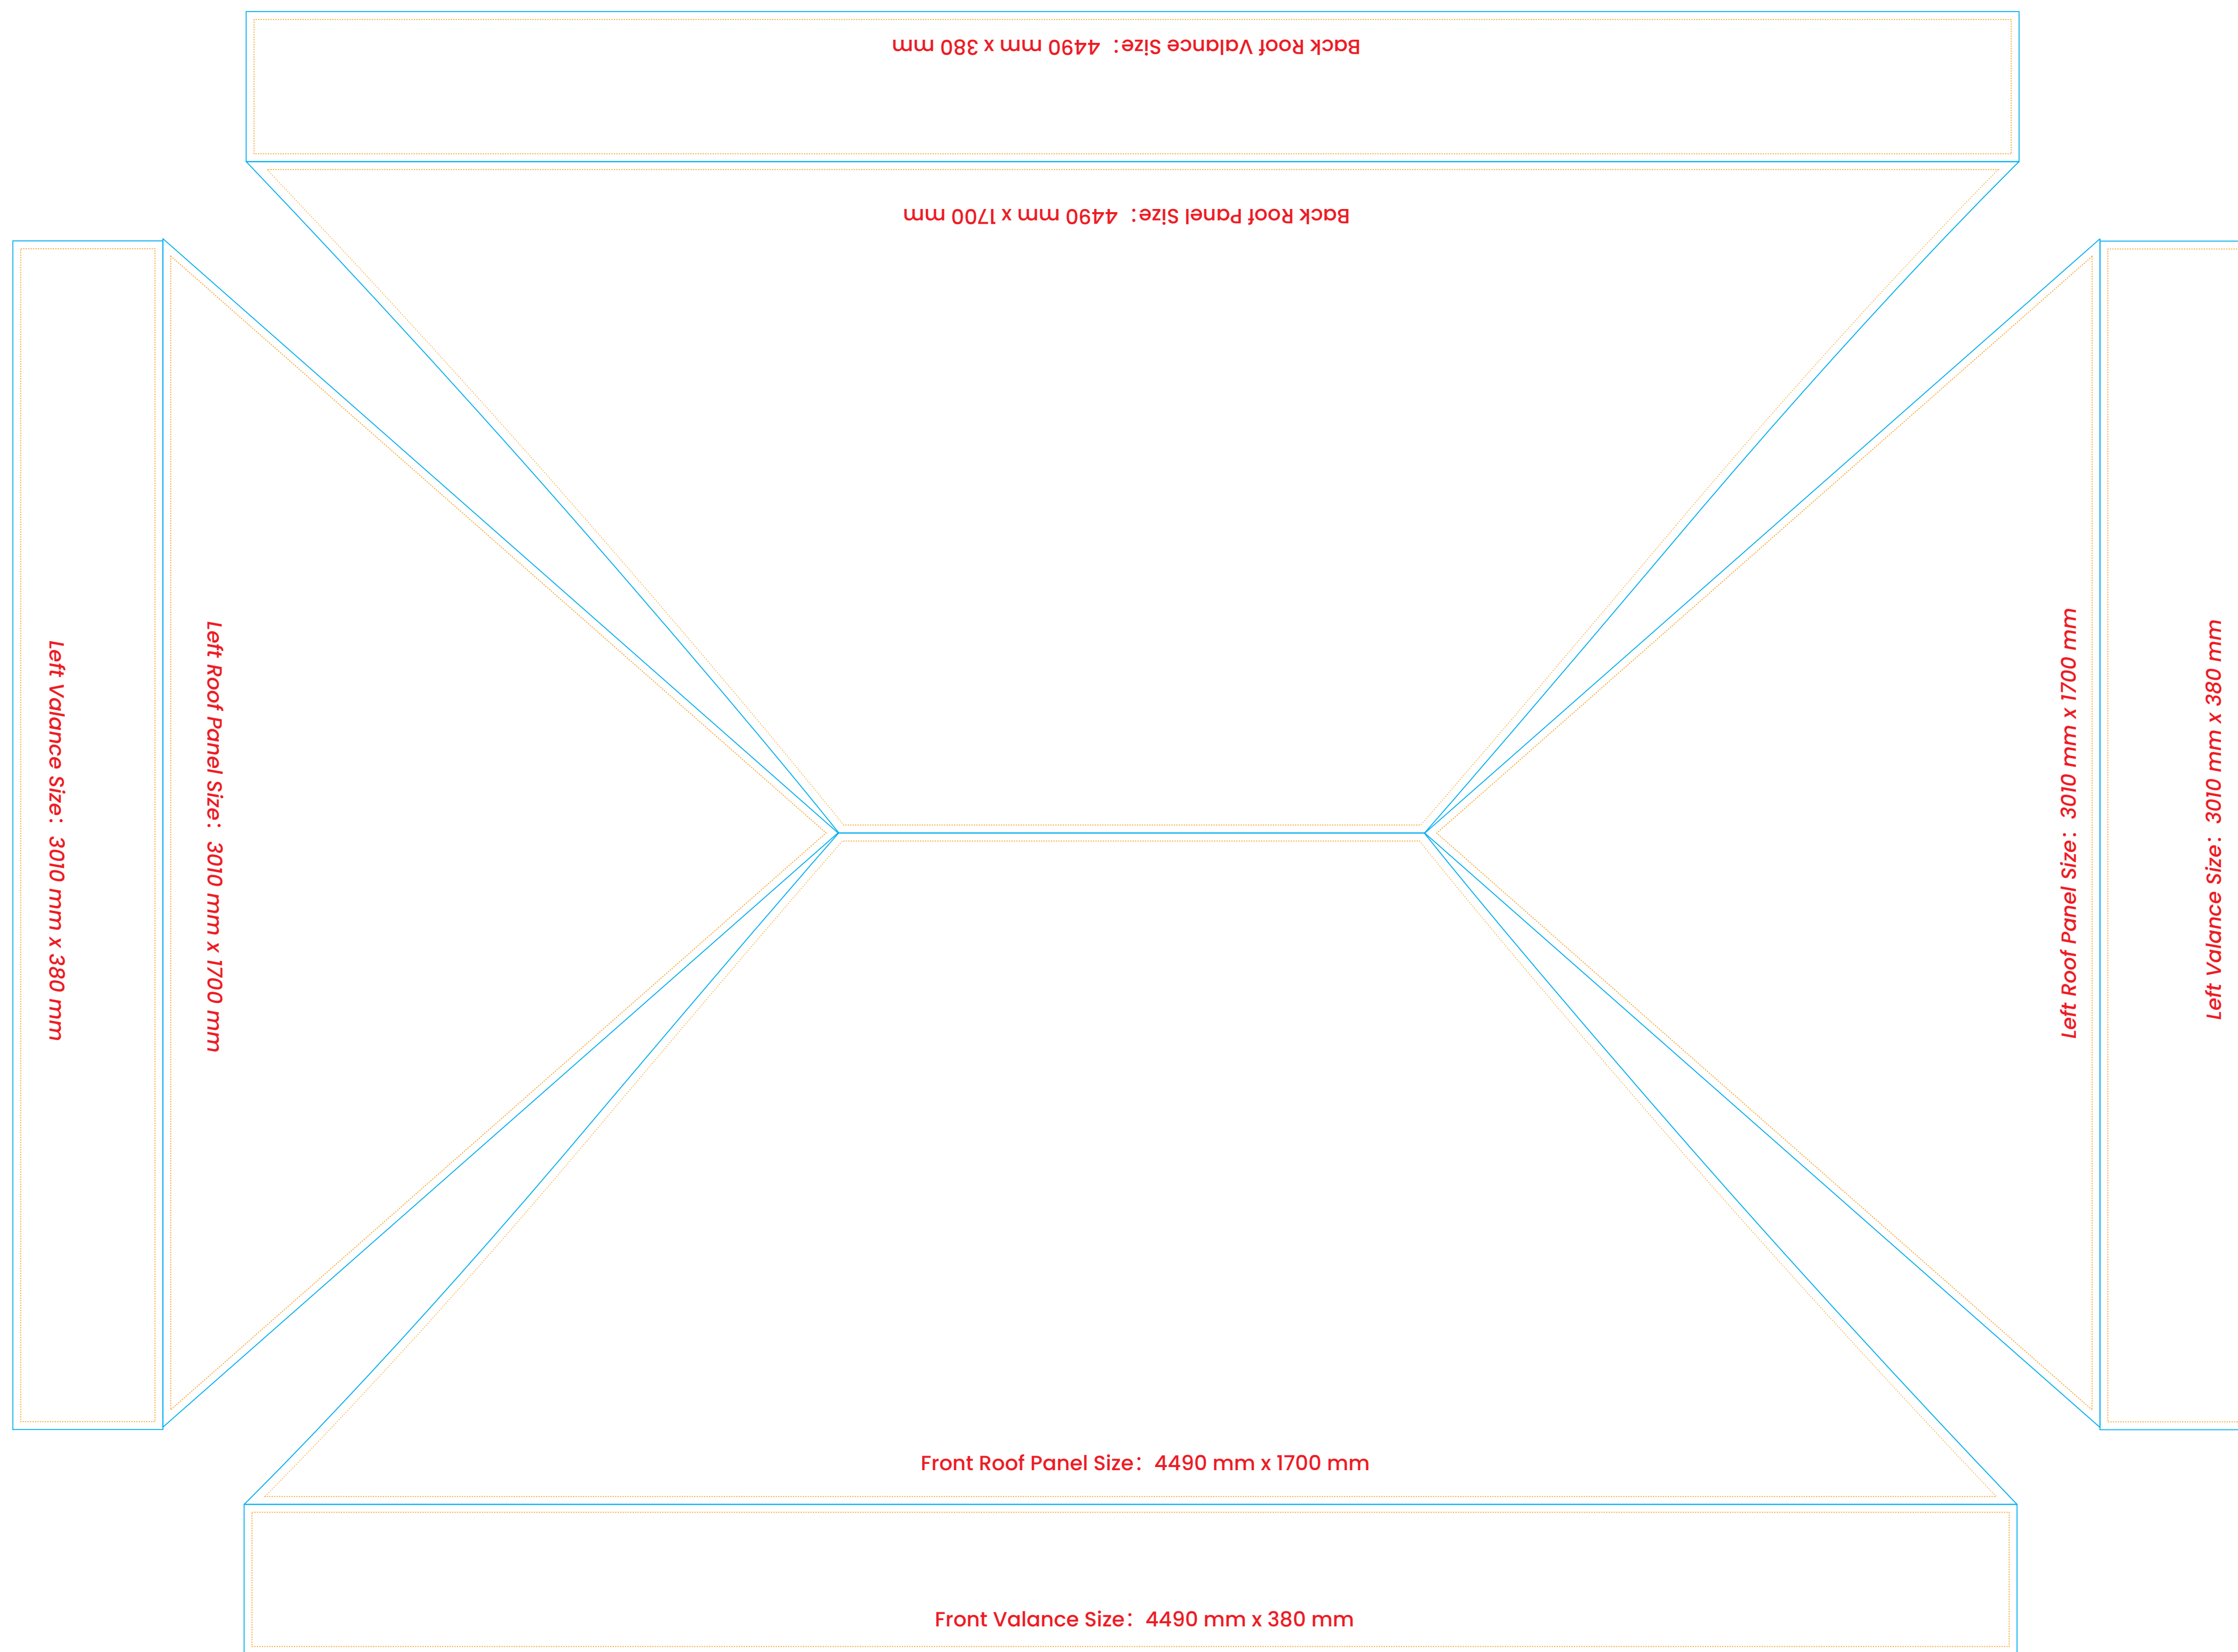 Back Roof Valance Size： 4490 mm x 380 mm
Back Roof Panel Size： 4490 mm x 1700 mm
Left Valance Size： 3010 mm x 380 mm
Left Roof Panel Size： 3010 mm x 1700 mm
Left Roof Panel Size： 3010 mm x 1700 mm
Left Valance Size： 3010 mm x 380 mm
Front Roof Panel Size： 4490 mm x 1700 mm
Front Valance Size： 4490 mm x 380 mm